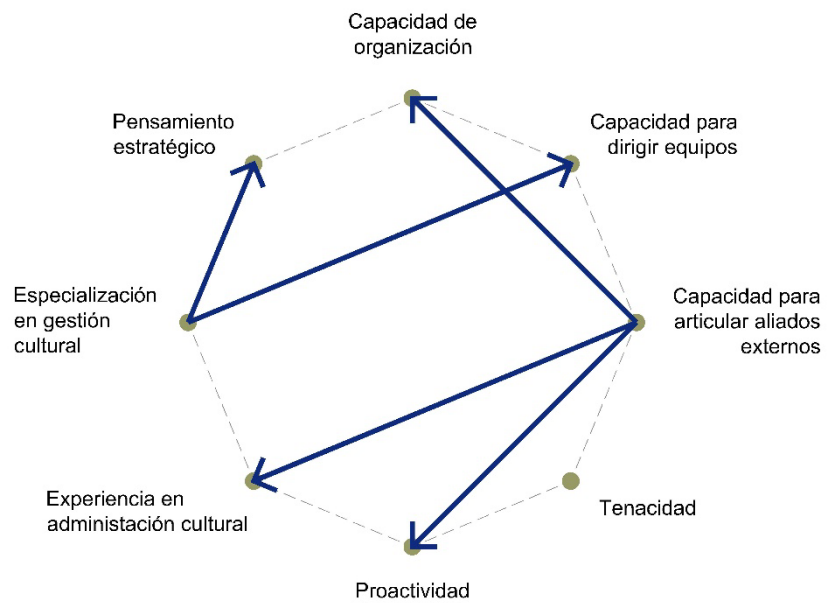 Capacidad de
organización
Pensamiento
estratégico
Capacidad para
dirigir equipos
Especialización
en gestión
cultural
Capacidad para
articular aliados
externos
Experiencia en
administación cultural
Tenacidad
Proactividad